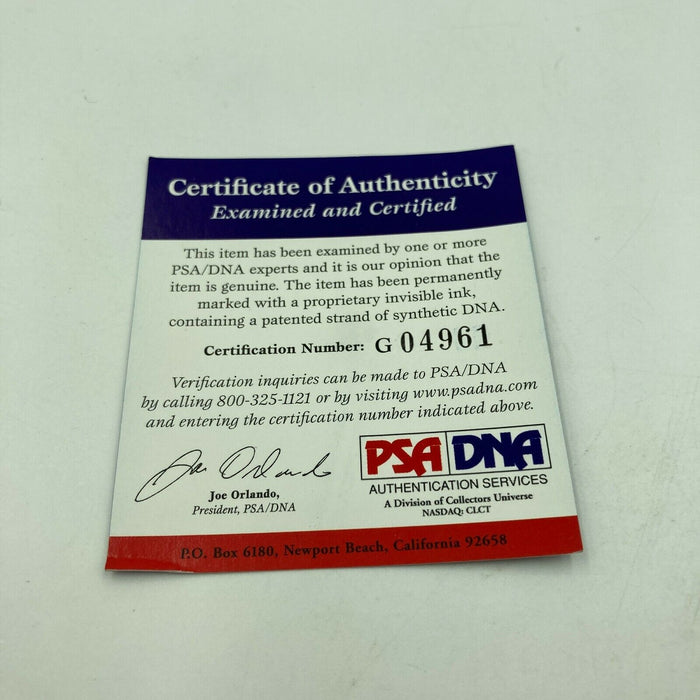 Certificate of Authenticity
Examined and Certified
This item has been examined by one or more
PSA/DNA experts and it is our opinion that the
item is genuine. The item has been permanently
marked with a proprietary invisible ink,
containing a patented strand of synthetic DNA.
Certification Number: G 04961
Verification inquiries can be made to PSA/DNA
by calling 800-325-1121 or by visiting www.psadna.com
and entering the certification number indicated above.
Joe Orlando
Joe Orlando,
President, PSA/DNA
PSA DNA
AUTHENTICATION SERVICES
A Division of Collectors Universe
NASDAQ: CLCT
P.O. Box 6180, Newport Beach, California 92658